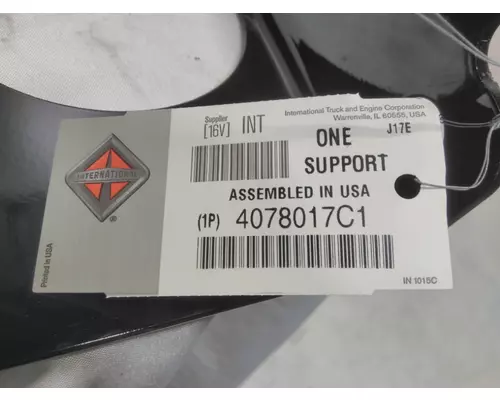 Supplier
[16V] INT
International Truck and Engine Corporation
Warrenville, IL 60555, USA
ONE
J17E
SUPPORT
INTERNATIONAL
®
ASSEMBLED IN USA
(1P) 4078017C1
Printed in USA
IN 1015C